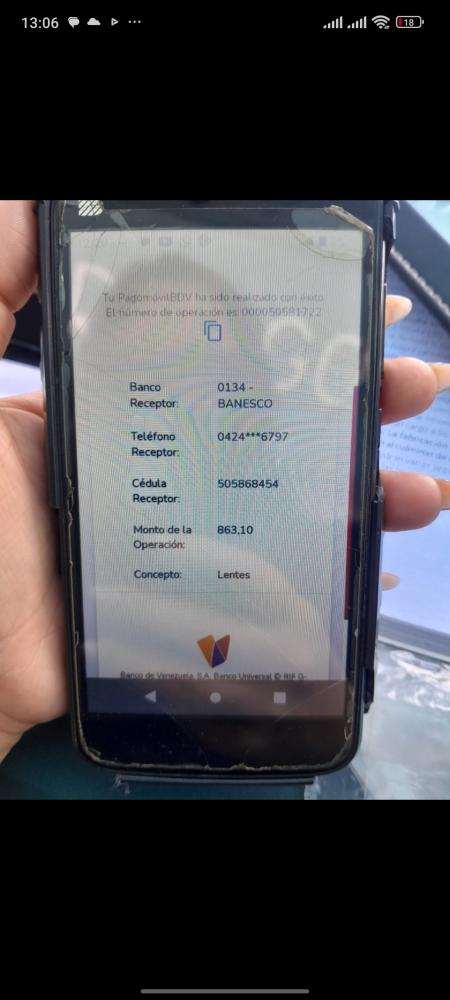 13:06
18
Tu PagomóvilBDV ha sido realizado con éxito.
El número de operación es: 000050581722
Banco Receptor: 0134 - BANESCO
Teléfono Receptor: 0424***6797
Cédula Receptor: 505868454
Monto de la Operación: 863,10
Concepto: Lentes
Banco de Venezuela, S.A. Banco Universal © RIF G-